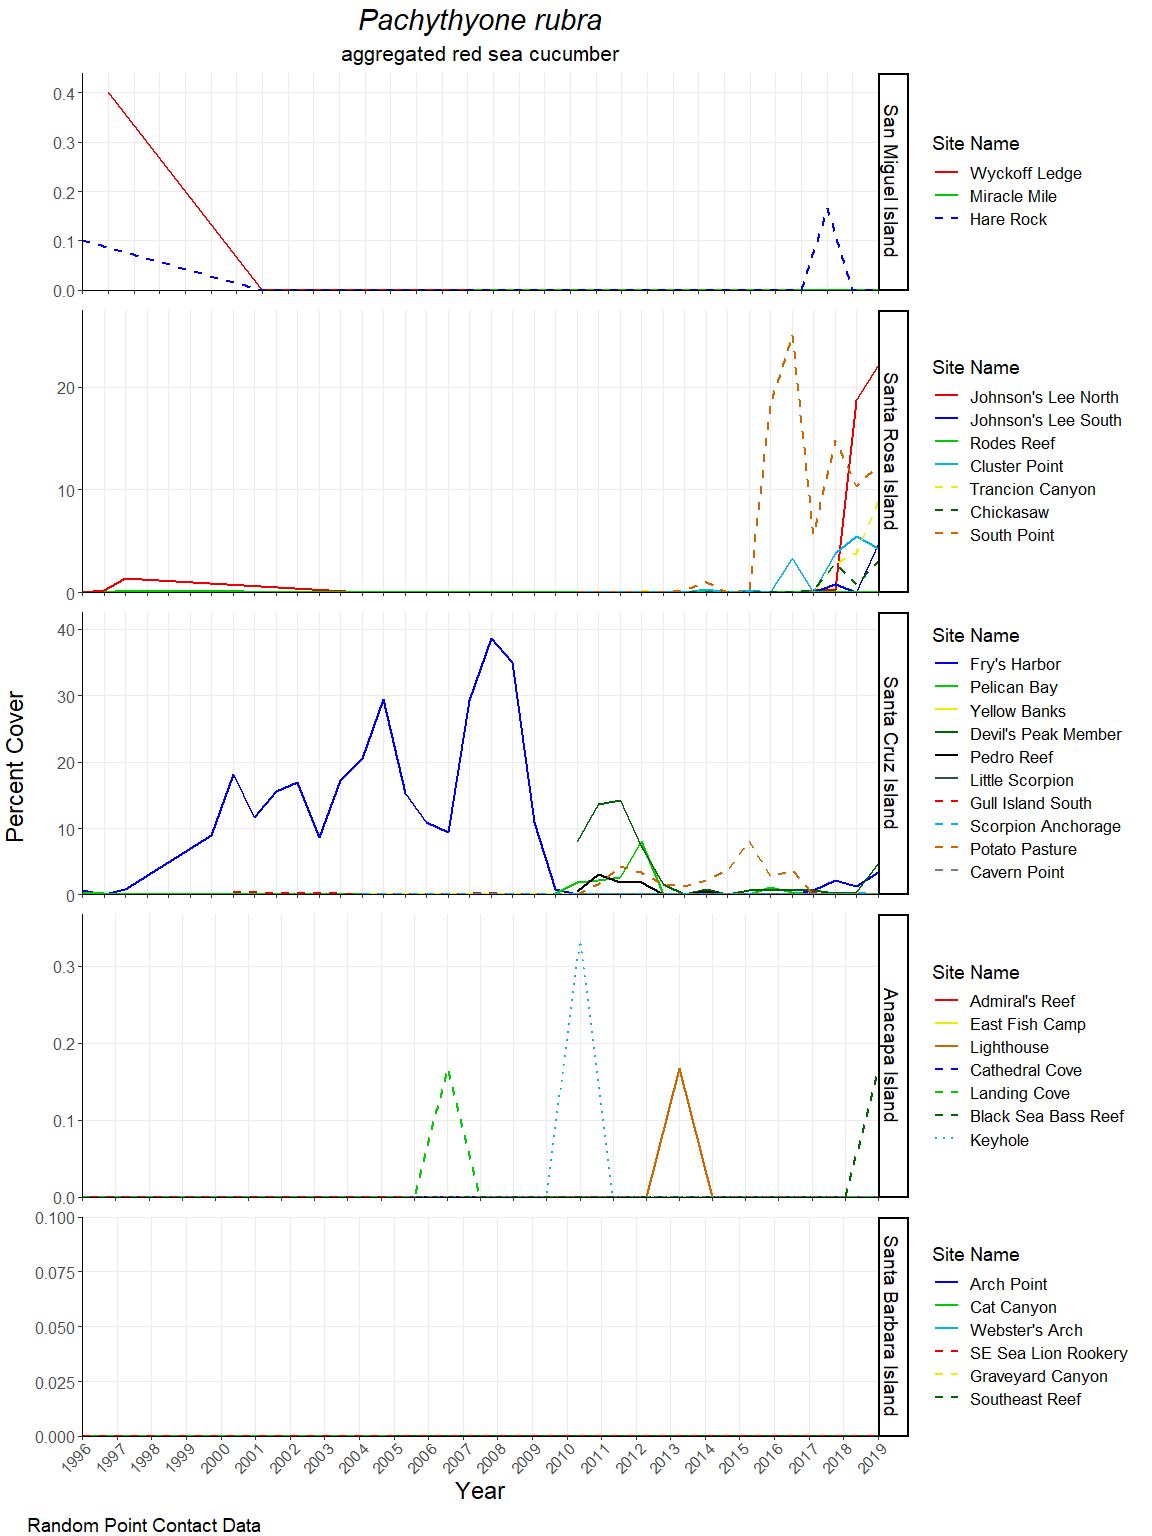 Pachythyone rubra
aggregated red sea cucumber
Percent Cover
0.4
0.3
0.2
0.1
0.0
San Miguel Island
Site Name
Wyckoff Ledge
Miracle Mile
Hare Rock
20
10
0
Santa Rosa Island
Site Name
Johnson's Lee North
Johnson's Lee South
Rodes Reef
Cluster Point
Trancion Canyon
Chickasaw
South Point
40
30
20
10
0
Santa Cruz Island
Site Name
Fry's Harbor
Pelican Bay
Yellow Banks
Devil's Peak Member
Pedro Reef
Little Scorpion
Gull Island South
Scorpion Anchorage
Potato Pasture
Cavern Point
0.3
0.2
0.1
0.0
Anacapa Island
Site Name
Admiral's Reef
East Fish Camp
Lighthouse
Cathedral Cove
Landing Cove
Black Sea Bass Reef
Keyhole
0.100
0.075
0.050
0.025
0.000
Santa Barbara Island
Site Name
Arch Point
Cat Canyon
Webster's Arch
SE Sea Lion Rookery
Graveyard Canyon
Southeast Reef
1996 1997 1998 1999 2000 2001 2002 2003 2004 2005 2006 2007 2008 2009 2010 2011 2012 2013 2014 2015 2016 2017 2018 2019
Year
Random Point Contact Data